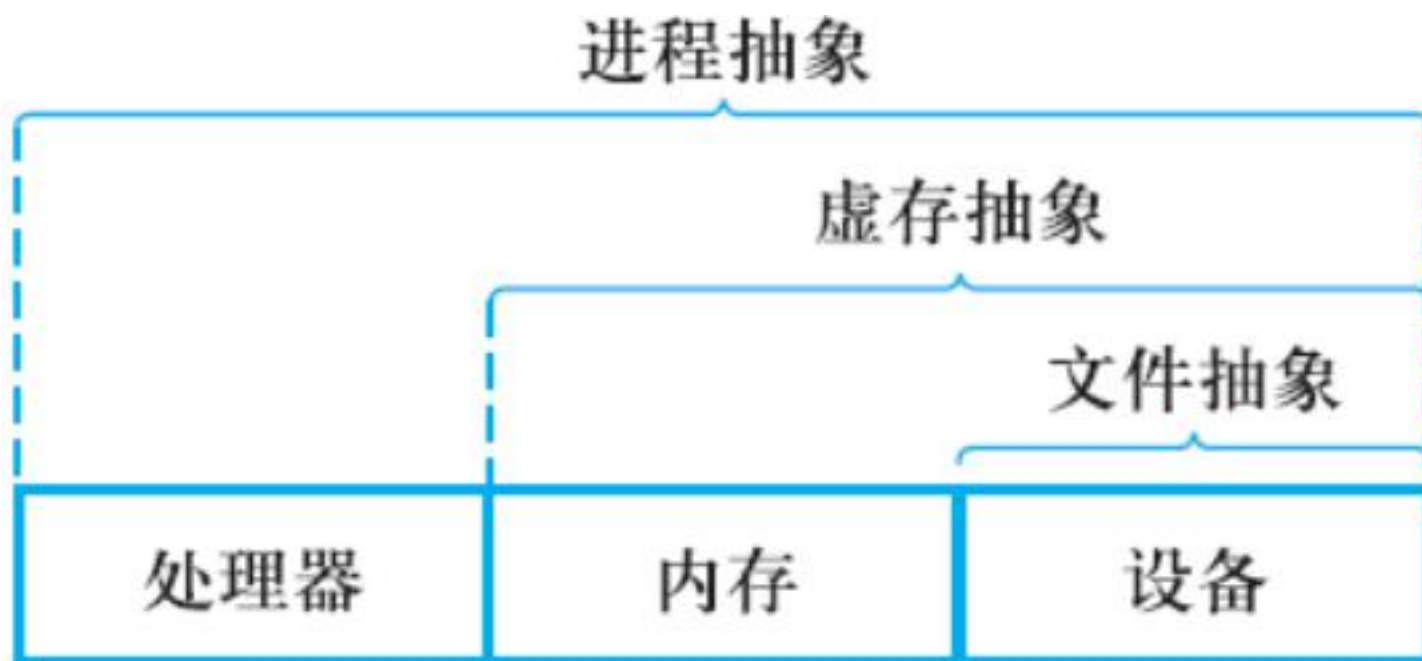 进程抽象
虚存抽象
文件抽象
处理器 内存 设备